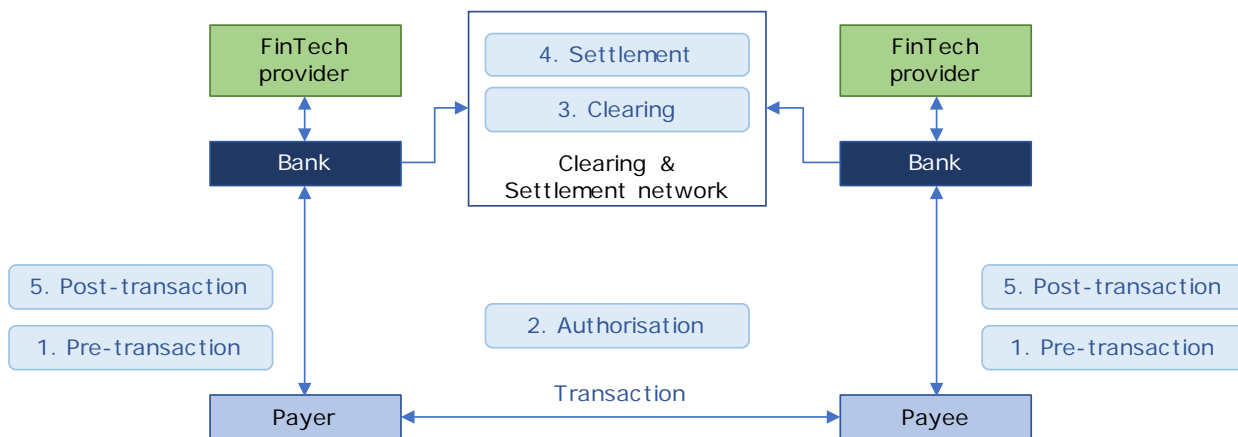 FinTech
provider
4. Settlement
FinTech
provider
3. Clearing
Bank
Clearing &
Settlement network
Bank
5. Post-transaction
5. Post-transaction
2. Authorisation
1. Pre-transaction
1. Pre-transaction
Transaction
Payer
Payee